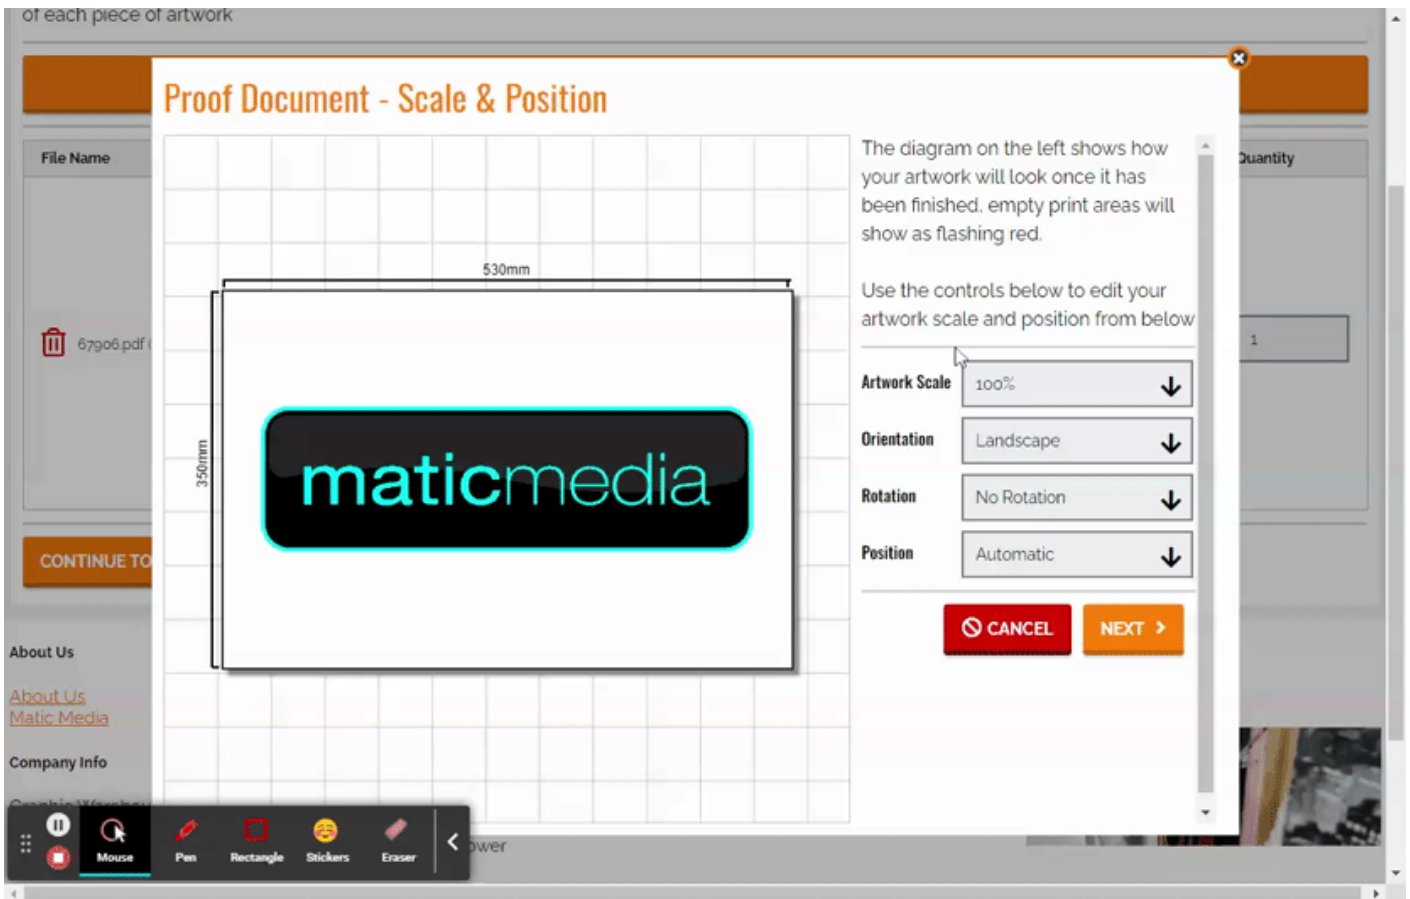 of each piece of artwork
Proof Document - Scale & Position
File Name
Quantity
The diagram on the left shows how
your artwork will look once it has
been finished, empty print areas will
show as flashing red.
Use the controls below to edit your
artwork scale and position from below
530mm
350mm
maticmedia
67906.pdf
1
Artwork Scale
100%
Orientation
Landscape
Rotation
No Rotation
Position
Automatic
CANCEL
NEXT
CONTINUE TO
About Us
About Us
Matic Media
Company Info
Mouse
Pen
Rectangle
Stickers
Eraser
ower